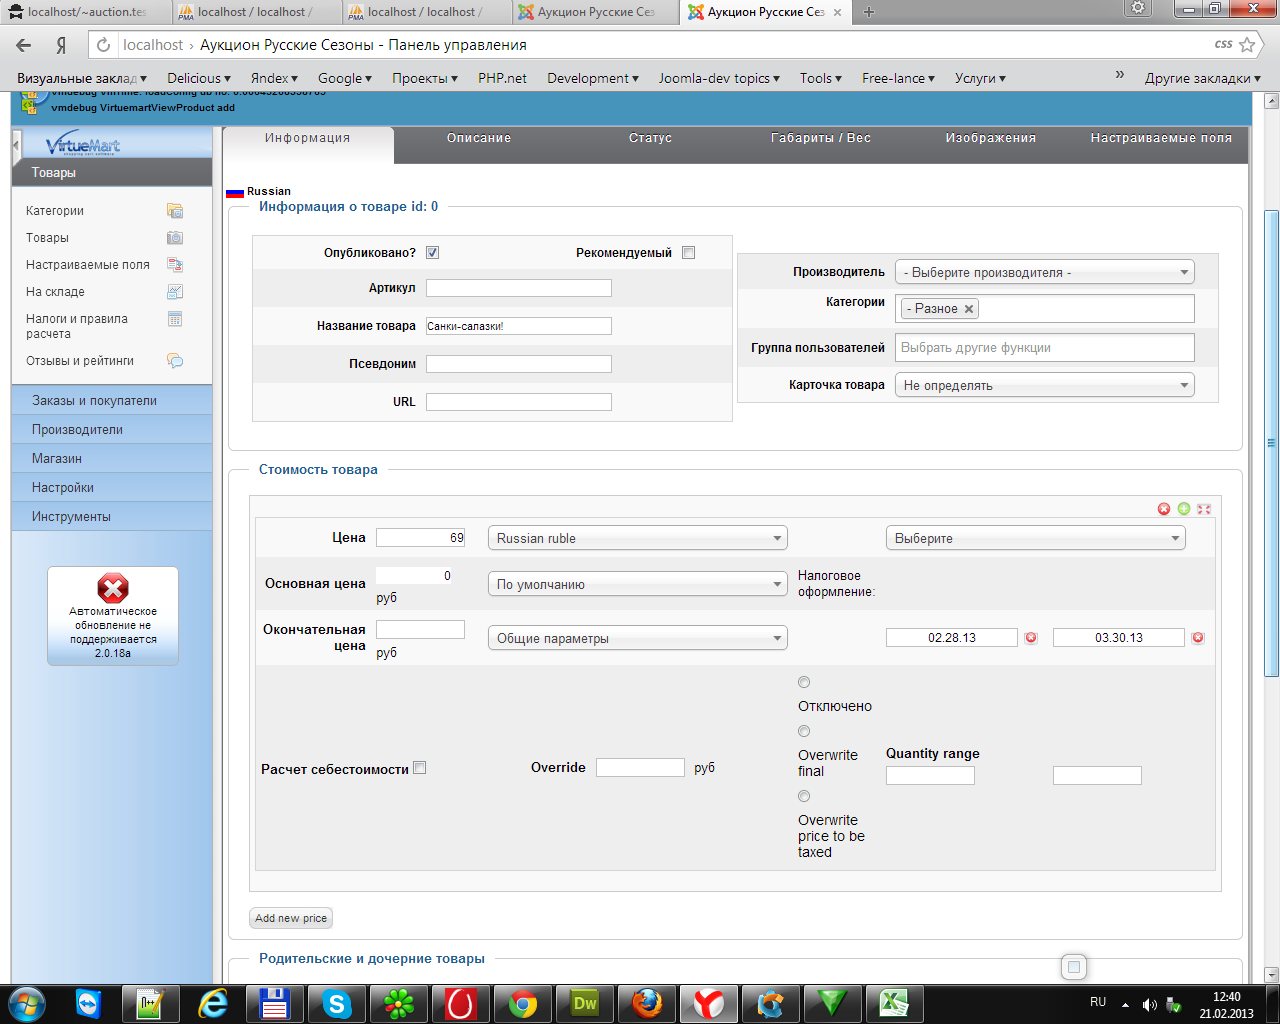 localhost/~auction.tes
localhost / localhost /
localhost / localhost /
Аукцион Русские Сез
Аукцион Русские Сез
localhost › Аукцион Русские Сезоны - Панель управления
css
Визуальные заклад
Delicious
Яndex
Google
Проекты
PHP.net
Development
Joomla-dev topics
Tools
Free-lance
Услуги
»
Другие закладки
vmdebug VirtuemartViewProduct add
VirtueMart
Информация
Описание
Статус
Габариты / Вес
Изображения
Настраиваемые поля
Товары
Категории
Товары
Настраиваемые поля
На складе
Налоги и правила
расчета
Отзывы и рейтинги
Заказы и покупатели
Производители
Магазин
Настройки
Инструменты
Автоматическое
обновление не
поддерживается
2.0.18a
Russian
Информация о товаре id: 0
Опубликовано?
Рекомендуемый
Артикул
Название товара Санки-салазки!
Псевдоним
URL
Производитель - Выберите производителя -
Категории - Разное
Группа пользователей Выбрать другие функции
Карточка товара Не определять
Стоимость товара
Цена 69 Russian ruble Выберите
Основная цена 0
руб
По умолчанию
Налоговое
оформление:
Окончательная
цена
руб
Общие параметры
02.28.13
03.30.13
Расчет себестоимости
Override руб
Отключено
Overwrite
final
Overwrite
price to be
taxed
Quantity range
Add new price
Родительские и дочерние товары
RU
12:40
21.02.2013